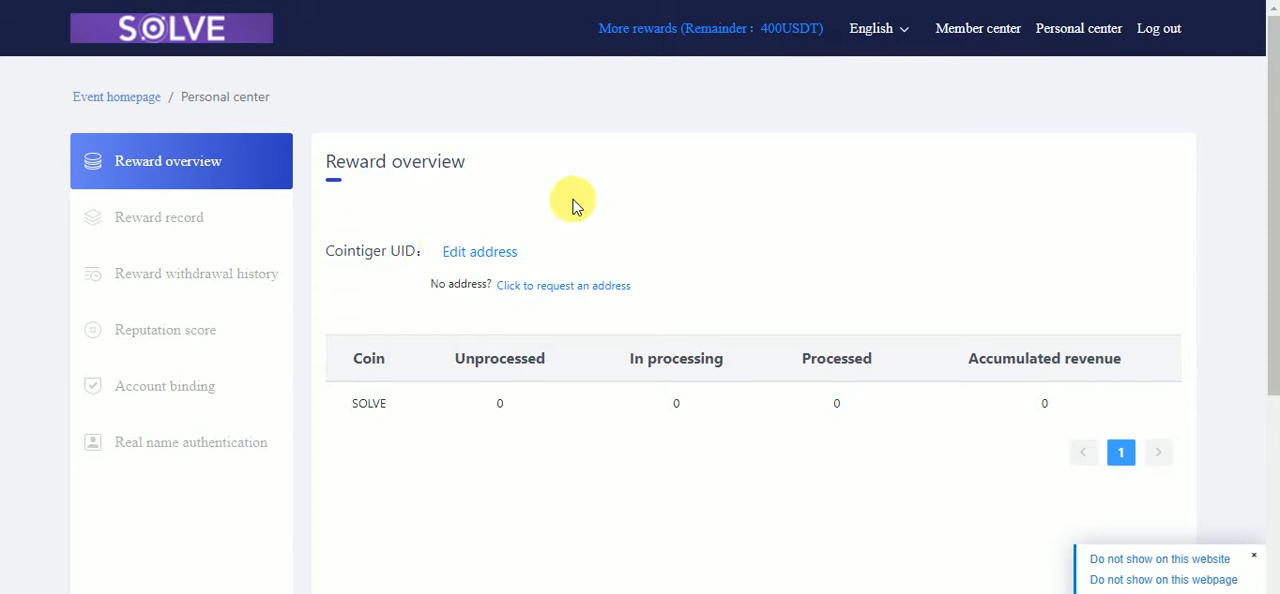 SOLVE
More rewards (Remainder： 400USDT)
English
Member center
Personal center
Log out
Event homepage / Personal center
Reward overview
Reward record
Reward withdrawal history
Reputation score
Account binding
Real name authentication
Reward overview
Cointiger UID： Edit address
No address? Click to request an address
Coin Unprocessed In processing Processed Accumulated revenue
SOLVE 0 0 0 0
< 1 >
Do not show on this website ×
Do not show on this webpage